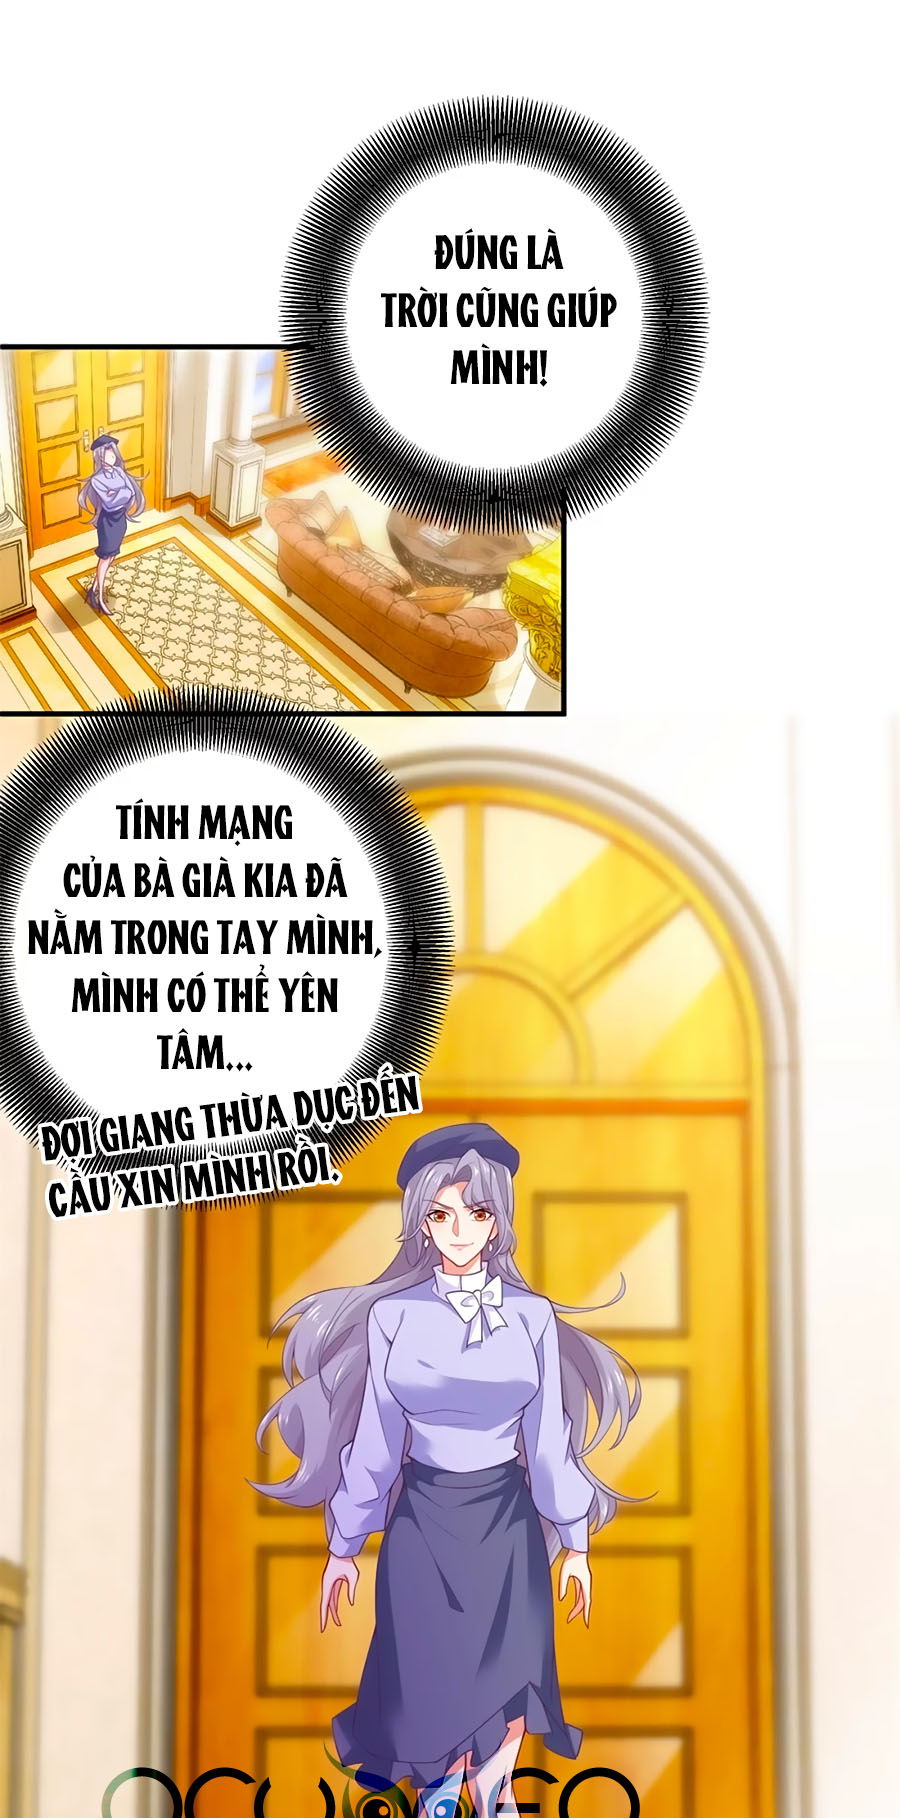 ĐÚNG LÀ
TRỜI CŨNG GIÚP
MÌNH!
TÍNH MẠNG
CỦA BÀ GIÀ KIA ĐÃ
NẰM TRONG TAY MÌNH,
MÌNH CÓ THỂ YÊN
TÂM...
ĐỢI GIANG THỪA DỤC ĐẾN
CẦU XIN MÌNH RỒI.